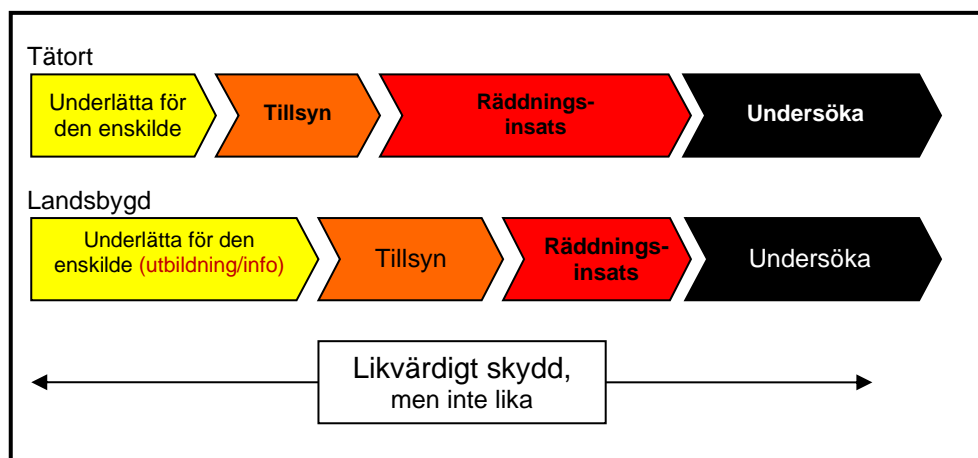 Tätort
Underlätta för
den enskilde
Tillsyn
Räddnings-
insats
Undersöka
Landsbygd
Underlätta för den
enskilde (utbildning/info)
Tillsyn
Räddnings-
insats
Undersöka
Likvärdigt skydd,
men inte lika